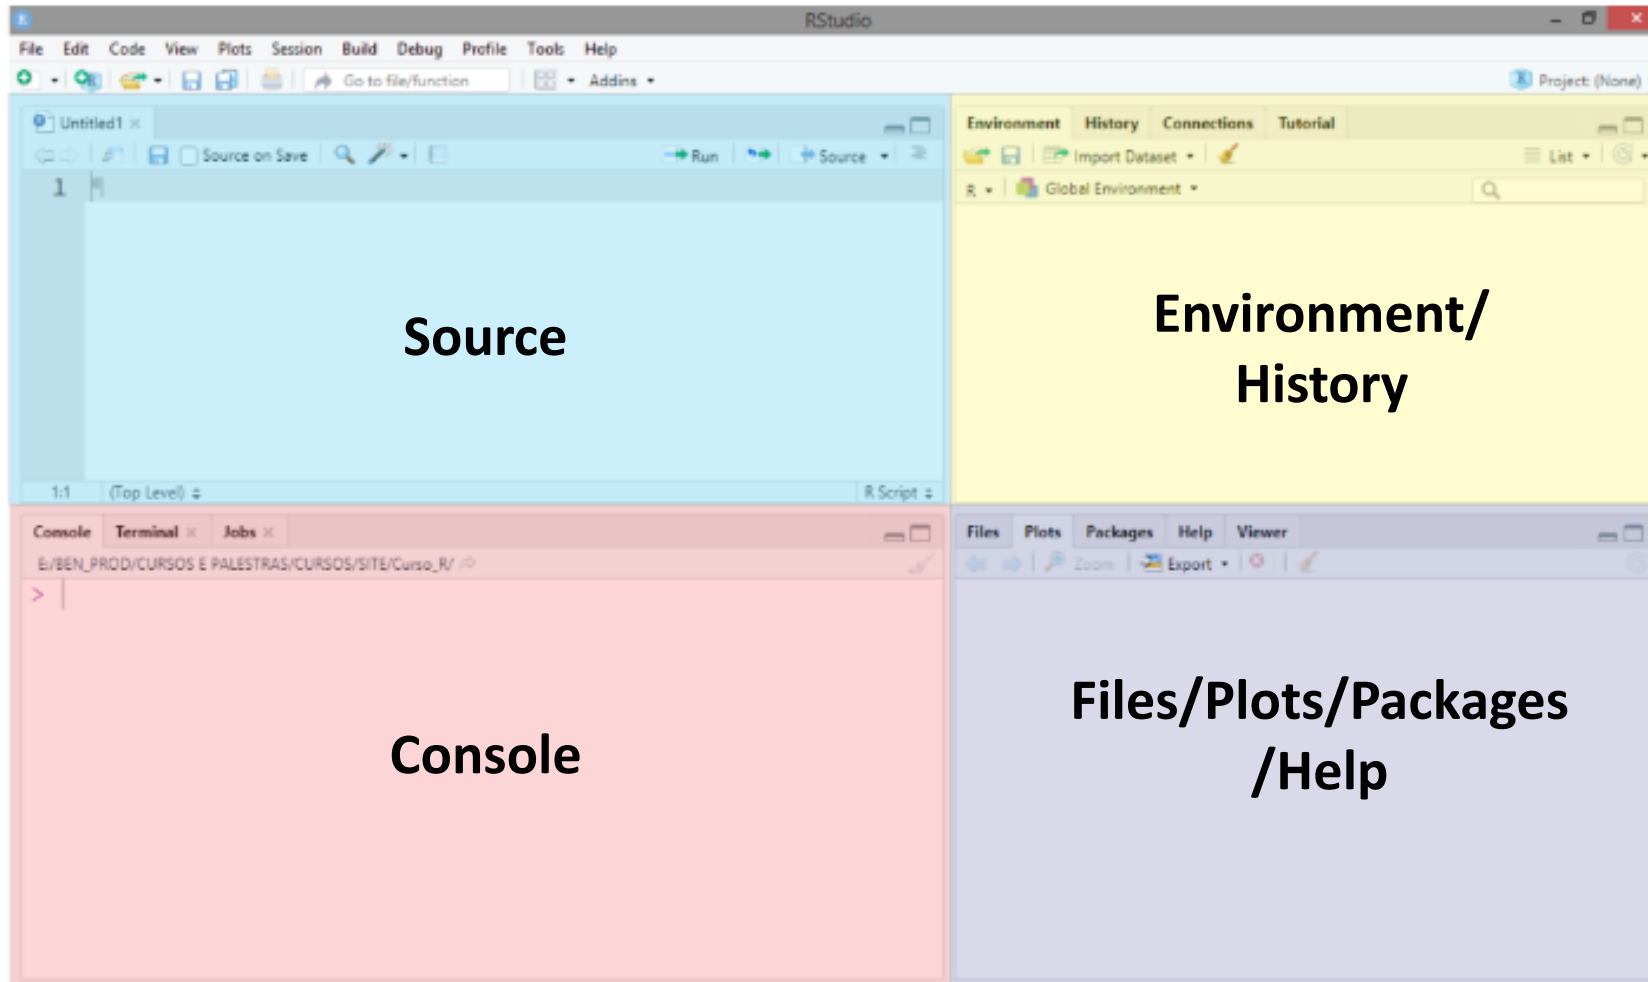 RStudio
File Edit Code View Plots Session Build Debug Profile Tools Help
Go to file/function Addins Project: (None)
Untitled1
Source on Save Run Source
1
Source
1:1 (Top Level) R Script
Environment History Connections Tutorial
Import Dataset List
R Global Environment
Environment/
History
Console Terminal Jobs
E:/BEN_PROD/CURSOS E PALESTRAS/CURSOS/SITE/Curso_R/
>
Console
Files Plots Packages Help Viewer
Zoom Export
Files/Plots/Packages
/Help